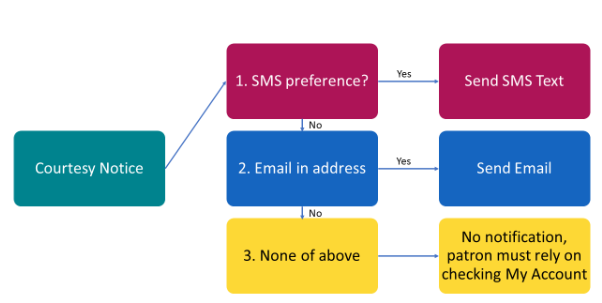 1. SMS preference?
Yes
Send SMS Text
No
Courtesy Notice
2. Email in address
Yes
Send Email
No
3. None of above
No notification,
patron must rely on
checking My Account